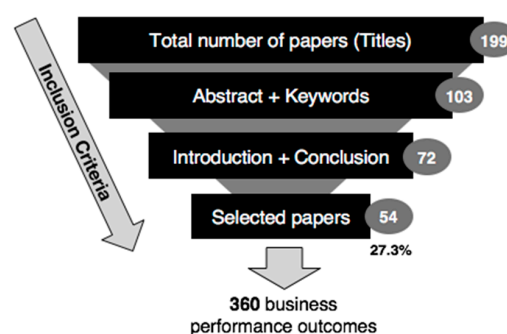 Total number of papers (Titles)
199
Abstract + Keywords
103
Introduction + Conclusion
72
Selected papers
54
27.3%
Inclusion Criteria
360 business
performance outcomes